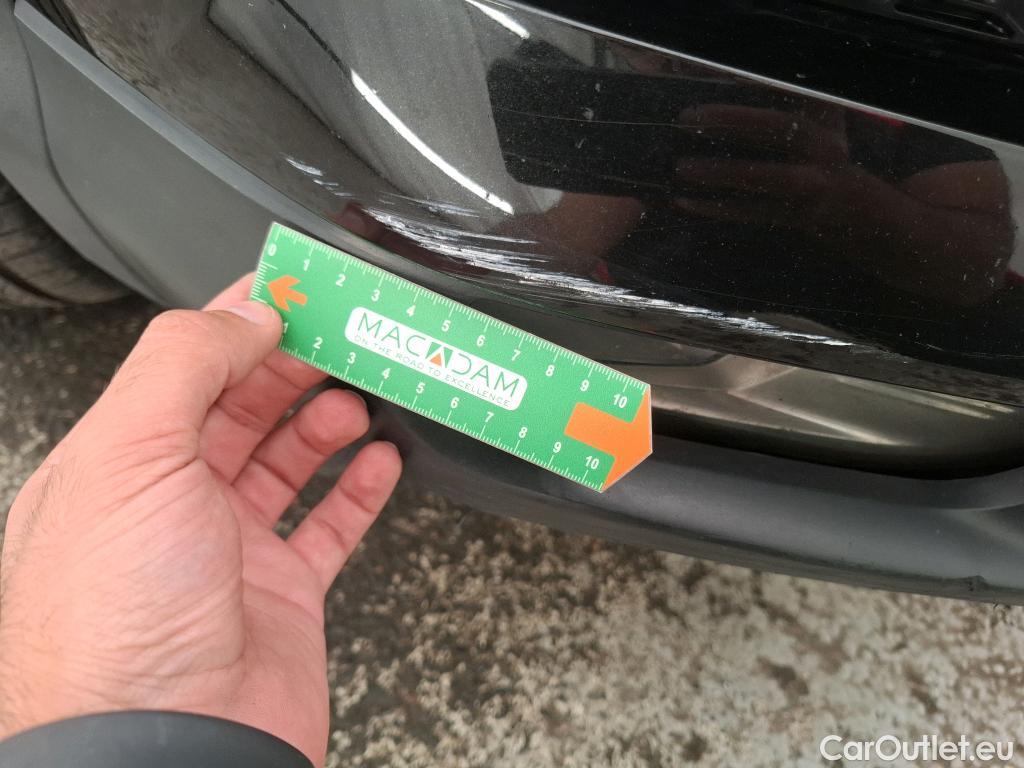 0 1 2 3 4 5 6 7 8 9 10
MACADAM
ON THE ROAD TO EXCELLENCE
1 2 3 4 5 6 7 8 9 10
CarOutlet.eu